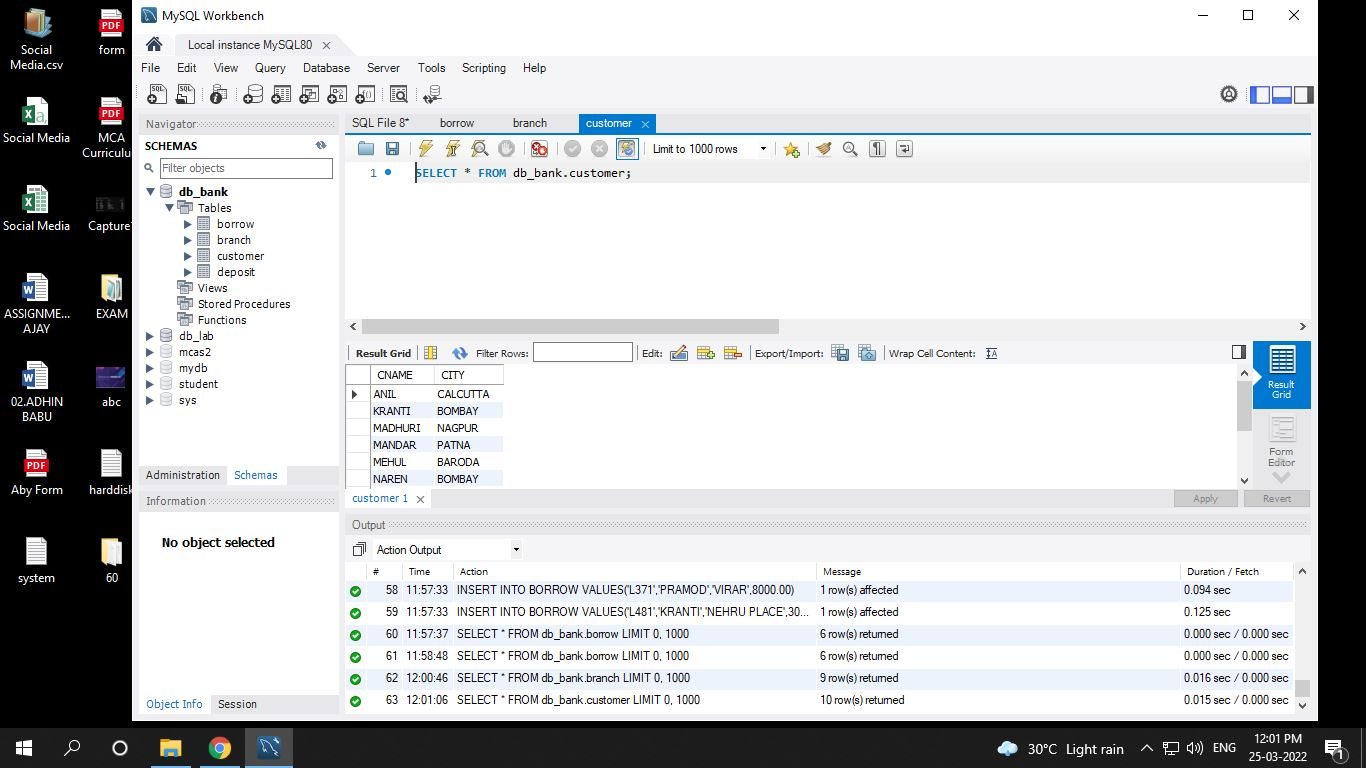 Social
Media.csv
form
Social Media
MCA
Curriculu
Social Media
Capture
ASSIGNME...
AJAY
EXAM
02.ADHIN
BABU
abc
Aby Form
harddisk
system
60
MySQL Workbench
Local instance MySQL80
File Edit View Query Database Server Tools Scripting Help
Navigator
SCHEMAS
Filter objects
db_bank
Tables
borrow
branch
customer
deposit
Views
Stored Procedures
Functions
db_lab
mcas2
mydb
student
sys
Administration Schemas
Information
No object selected
Object Info Session
SQL File 8* borrow branch customer
Limit to 1000 rows
1 SELECT * FROM db_bank.customer;
Result Grid Filter Rows: Edit: Export/Import: Wrap Cell Content:
CNAME CITY
ANIL CALCUTTA
KRANTI BOMBAY
MADHURI NAGPUR
MANDAR PATNA
MEHUL BARODA
NAREN BOMBAY
Result
Grid
Form
Editor
customer 1 Apply Revert
Output
Action Output
# Time Action Message Duration / Fetch
58 11:57:33 INSERT INTO BORROW VALUES('L371','PRAMOD','VIRAR',8000.00) 1 row(s) affected 0.094 sec
59 11:57:33 INSERT INTO BORROW VALUES('L481','KRANTI','NEHRU PLACE',30... 1 row(s) affected 0.125 sec
60 11:57:37 SELECT * FROM db_bank.borrow LIMIT 0, 1000 6 row(s) returned 0.000 sec / 0.000 sec
61 11:58:48 SELECT * FROM db_bank.borrow LIMIT 0, 1000 6 row(s) returned 0.000 sec / 0.000 sec
62 12:00:46 SELECT * FROM db_bank.branch LIMIT 0, 1000 9 row(s) returned 0.016 sec / 0.000 sec
63 12:01:06 SELECT * FROM db_bank.customer LIMIT 0, 1000 10 row(s) returned 0.015 sec / 0.000 sec
30°C Light rain ENG
12:01 PM
25-03-2022
1